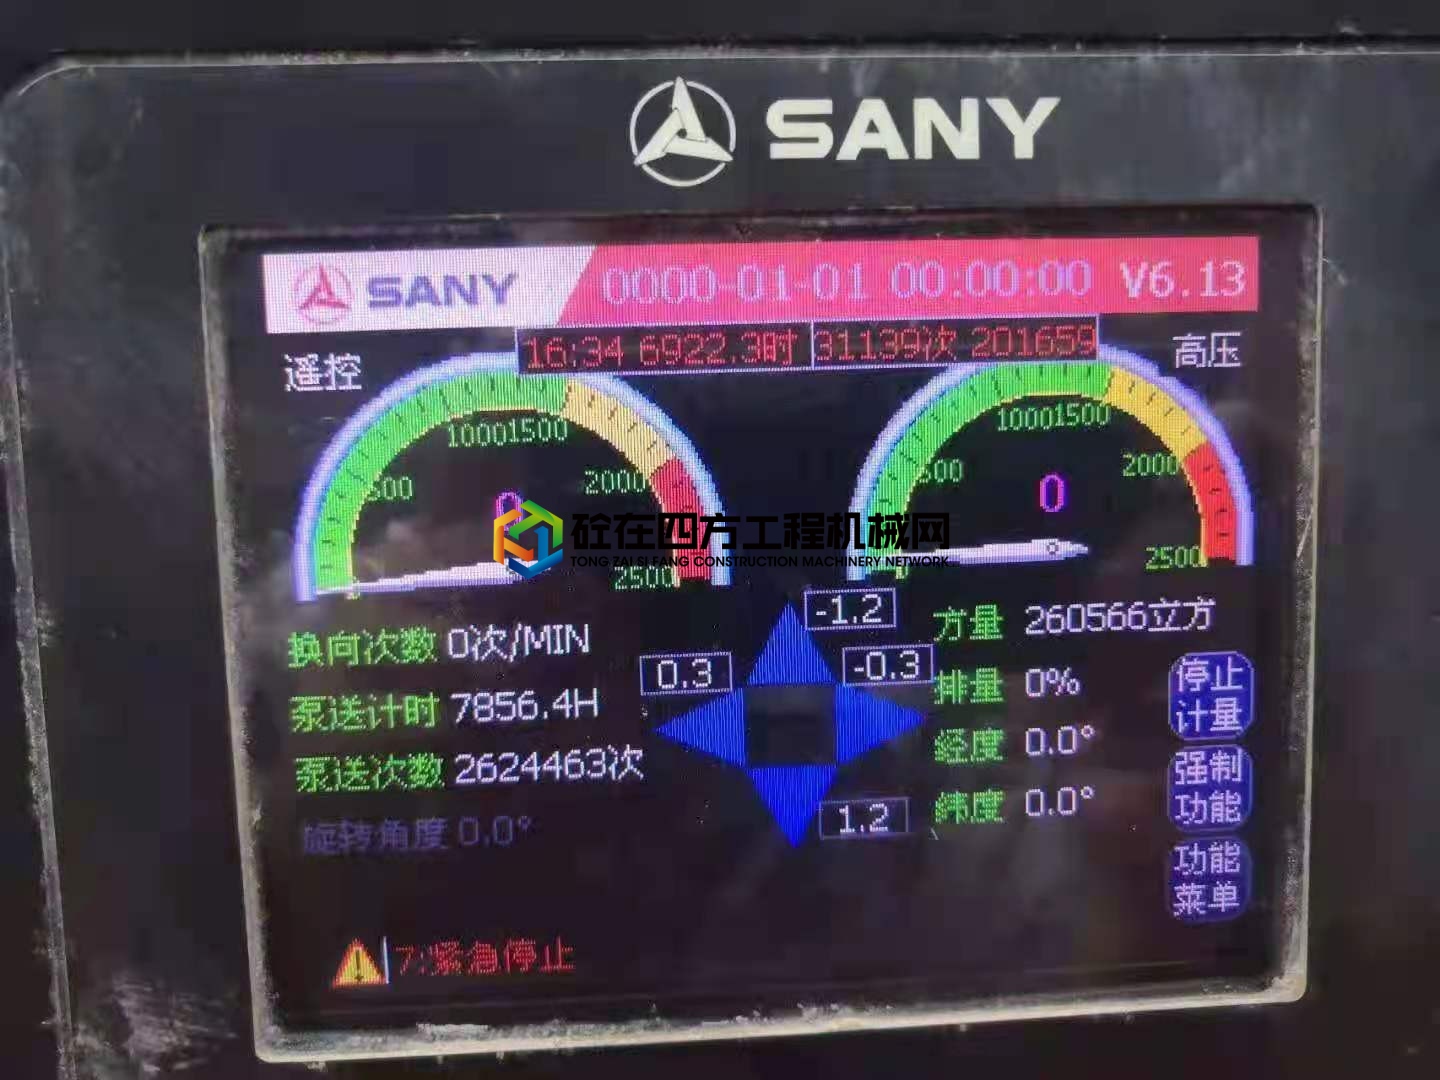 SANY
SANY 0000-01-01 00:00:00 V6.13
16:34 6922.3时 31139次 201659
遥控
高压
500 1000 1500 2000 2500
0
500 1000 1500 2000 2500
0
砼在四方工程机械网
TONG ZAI SI FANG CONSTRUCTION MACHINERY NETWORK
换向次数 0次/MIN
泵送计时 7856.4H
泵送次数 2624463次
旋转角度 0.0°
-1.2
0.3
-0.3
1.2
方量 260566立方
排量 0%
经度 0.0°
纬度 0.0°
停止
计量
强制
功能
功能
菜单
7:紧急停止